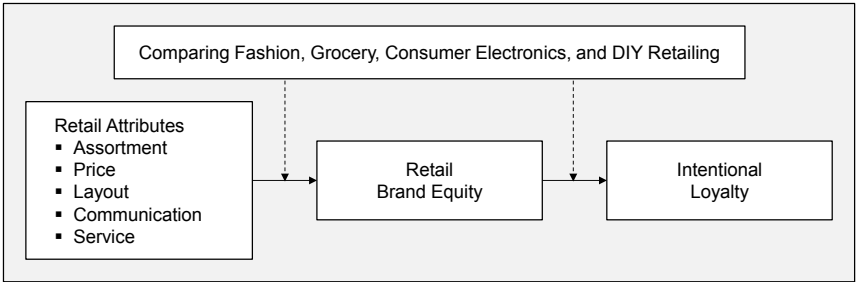 Comparing Fashion, Grocery, Consumer Electronics, and DIY Retailing
Retail Attributes
▪ Assortment
▪ Price
▪ Layout
▪ Communication
▪ Service
Retail
Brand Equity
Intentional
Loyalty